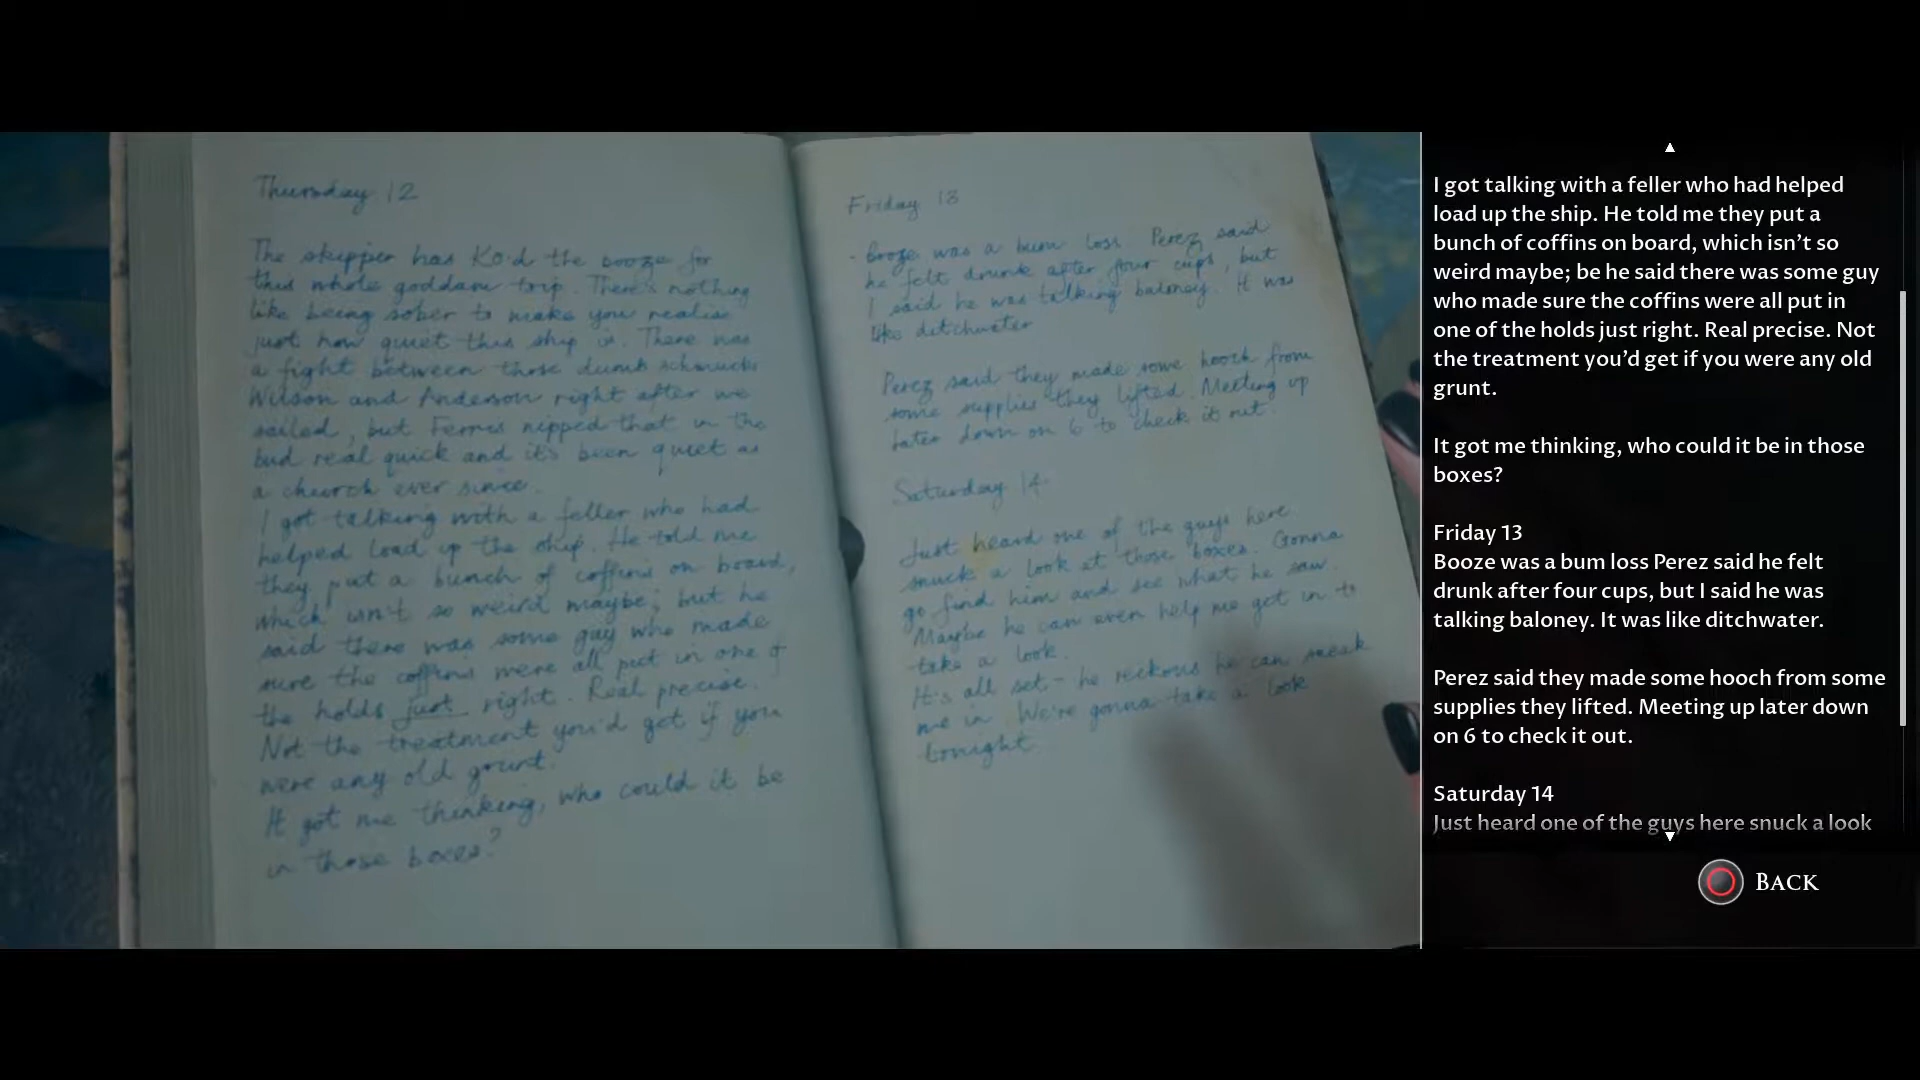 Thursday 12
The skipper has KO'd the booze for
this whole goddam trip. There's nothing
like being sober to make you realise
just how quiet this ship is. There was
a fight between those dumb schmucks
Wilson and Anderson right after we
sailed, but Ferris nipped that in the
bud real quick and it's been quiet as
a church ever since.
I got talking with a feller who had
helped load up the ship. He told me
they put a bunch of coffins on board,
which isn't so weird maybe; but he
said there was some guy who made
sure the coffins were all put in one of
the holds just right. Real precise.
Not the treatment you'd get if you
were any old grunt.
It got me thinking, who could it be
in those boxes?
Friday 13
Booze was a bum loss Perez said
he felt drunk after four cups, but
I said he was talking baloney. It was
like ditchwater
Perez said they made some hooch from
some supplies they lifted. Meeting up
later down on 6 to check it out.
Saturday 14
Just heard one of the guys here
snuck a look at those boxes. Gonna
go find him and see what he saw.
Maybe he can even help me get in to
take a look.
It's all set - he reckons he can sneak
me in. We're gonna take a look
tonight.
I got talking with a feller who had helped
load up the ship. He told me they put a
bunch of coffins on board, which isn't so
weird maybe; be he said there was some guy
who made sure the coffins were all put in
one of the holds just right. Real precise. Not
the treatment you'd get if you were any old
grunt.
It got me thinking, who could it be in those
boxes?
Friday 13
Booze was a bum loss Perez said he felt
drunk after four cups, but I said he was
talking baloney. It was like ditchwater.
Perez said they made some hooch from some
supplies they lifted. Meeting up later down
on 6 to check it out.
Saturday 14
Just heard one of the guys here snuck a look
BACK